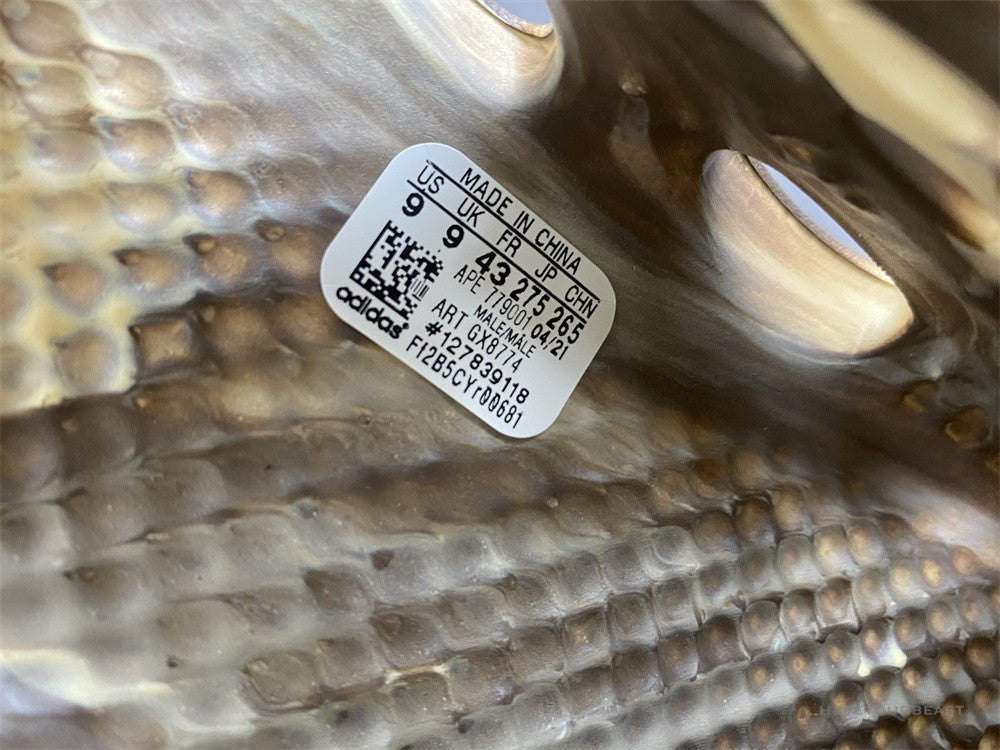 MADE IN CHINA
US UK FR JP CHN
9 9 43 275 265
APE 779001 04/21
MALE/MÂLE
ART GX8774
#127839118
FI2B5CYr00681
adidas